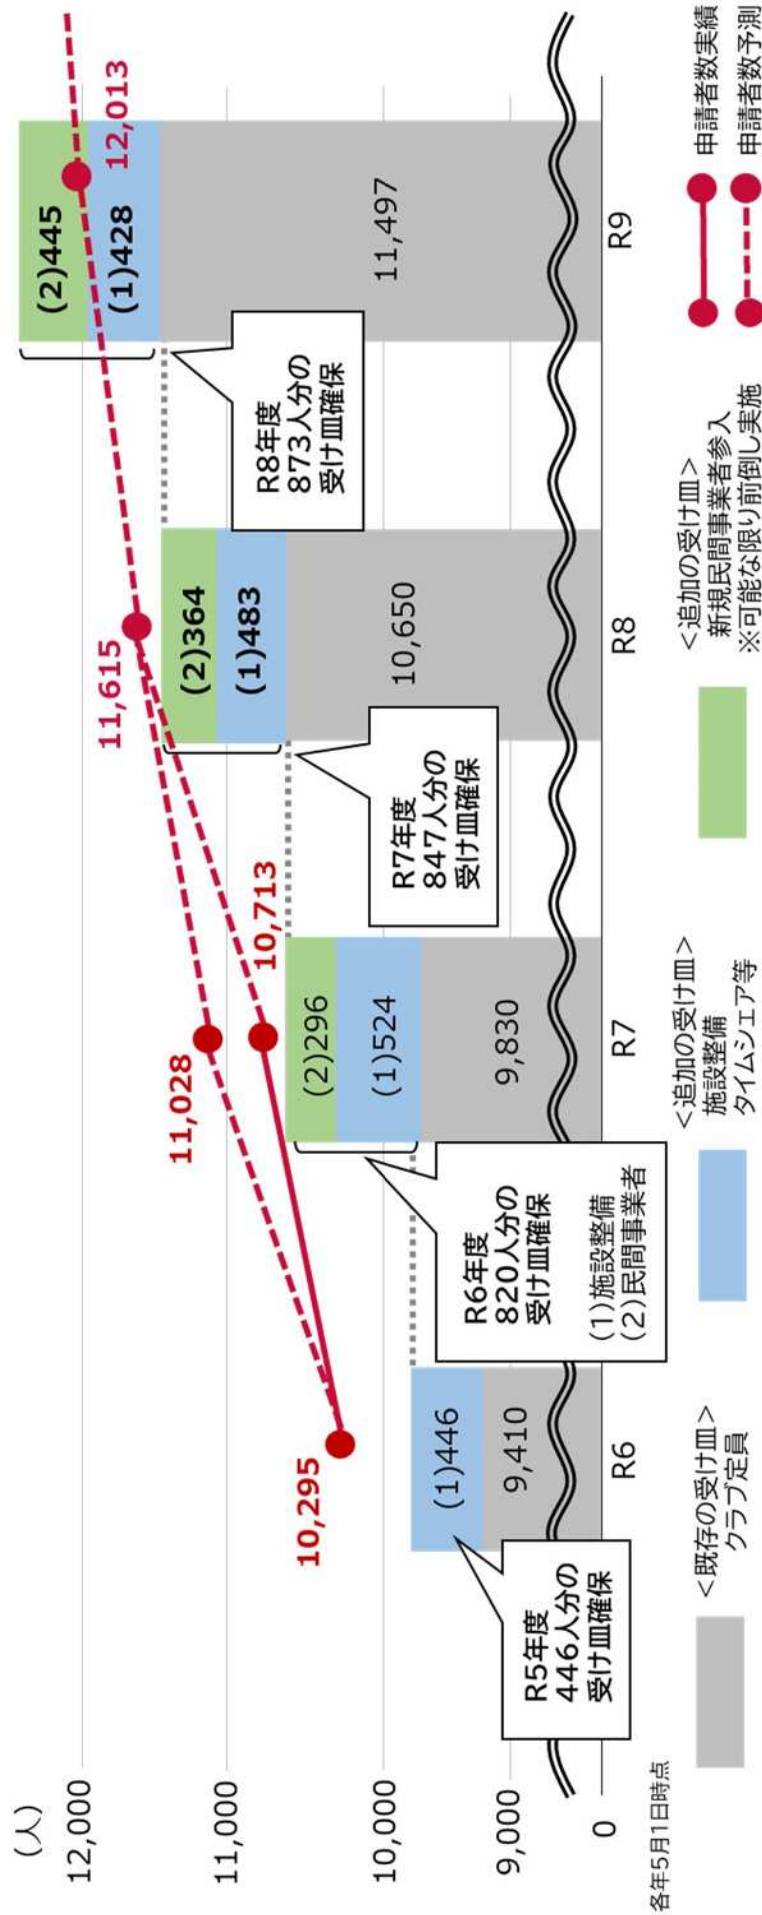 (人)
12,000
11,000
10,000
9,000
0
各年5月1日時点
10,295
11,028
10,713
11,615
12,013
(1)446
9,410
R6
(2)296
(1)524
9,830
R7
(2)364
(1)483
10,650
R8
(2)445
(1)428
11,497
R9
R5年度
446人分の
受け皿確保
R6年度
820人分の
受け皿確保
(1)施設整備
(2)民間事業者
R7年度
847人分の
受け皿確保
R8年度
873人分の
受け皿確保
<既存の受け皿>
クラブ定員
<追加の受け皿>
施設整備
タイムシェア等
<追加の受け皿>
新規民間事業者参入
※可能な限り前倒し実施
申請者数実績
申請者数予測